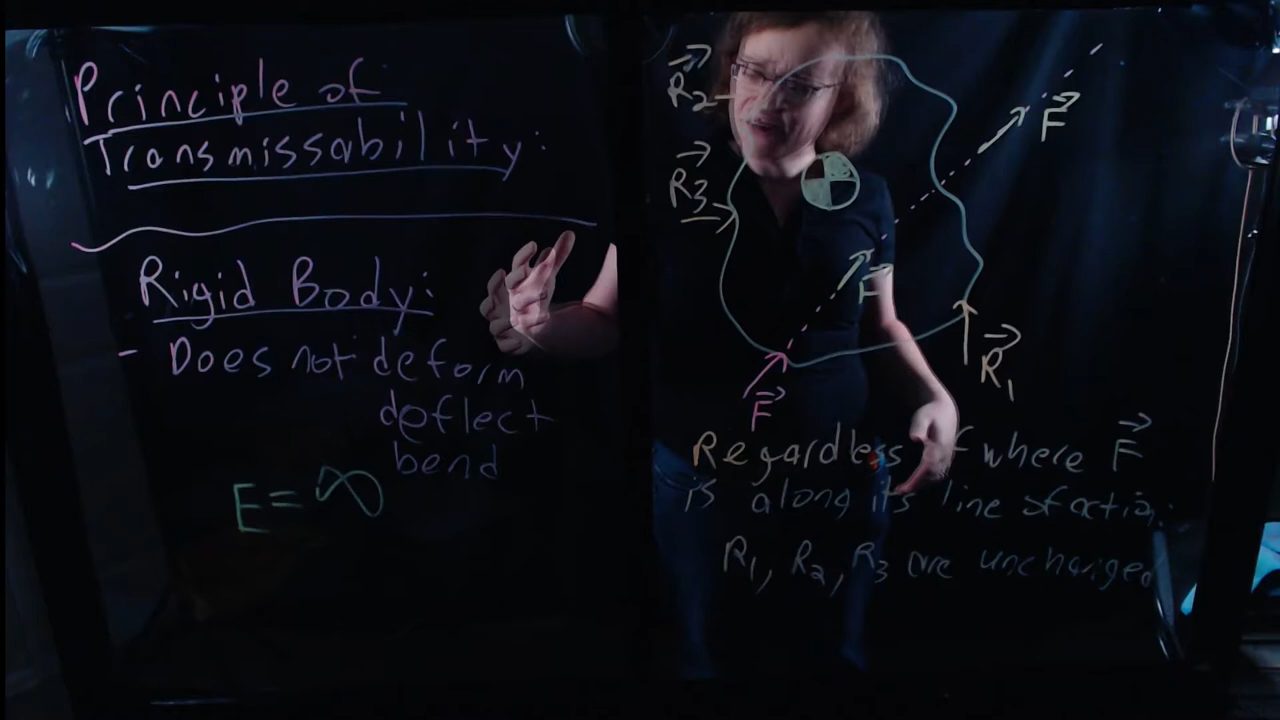 Principle of
Transmissability:
Rigid Body:
- Does not deform
deflect
bend
E = ∞
R2
R3
F
F
F
R1
Regardless of where F
is along its line of action:
R1, R2, R3 are unchanged